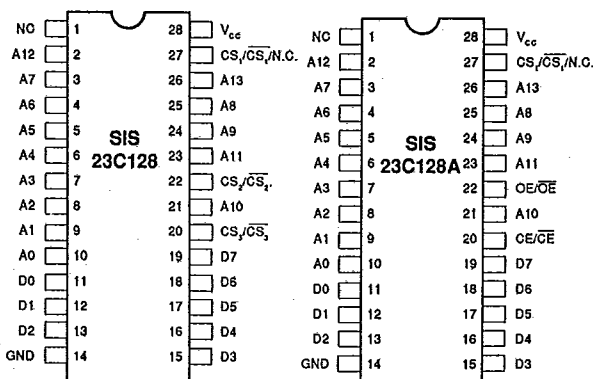 NC 1 28 Vcc
A12 2 27 CS₁/C̅S̅₁/N.C.
A7 3 26 A13
A6 4 25 A8
A5 5 24 A9
SIS
23C128
A4 6 23 A11
A3 7 22 CS₂/C̅S̅₂.
A2 8 21 A10
A1 9 20 CS₃/C̅S̅₃
A0 10 19 D7
D0 11 18 D6
D1 12 17 D5
D2 13 16 D4
GND 14 15 D3
NC 1 28 Vcc
A12 2 27 CS₁/C̅S̅₁/N.C.
A7 3 26 A13
A6 4 25 A8
A5 5 24 A9
SIS
23C128A
A4 6 23 A11
A3 7 22 OE/O̅E̅
A2 8 21 A10
A1 9 20 CE/C̅E̅
A0 10 19 D7
D0 11 18 D6
D1 12 17 D5
D2 13 16 D4
GND 14 15 D3